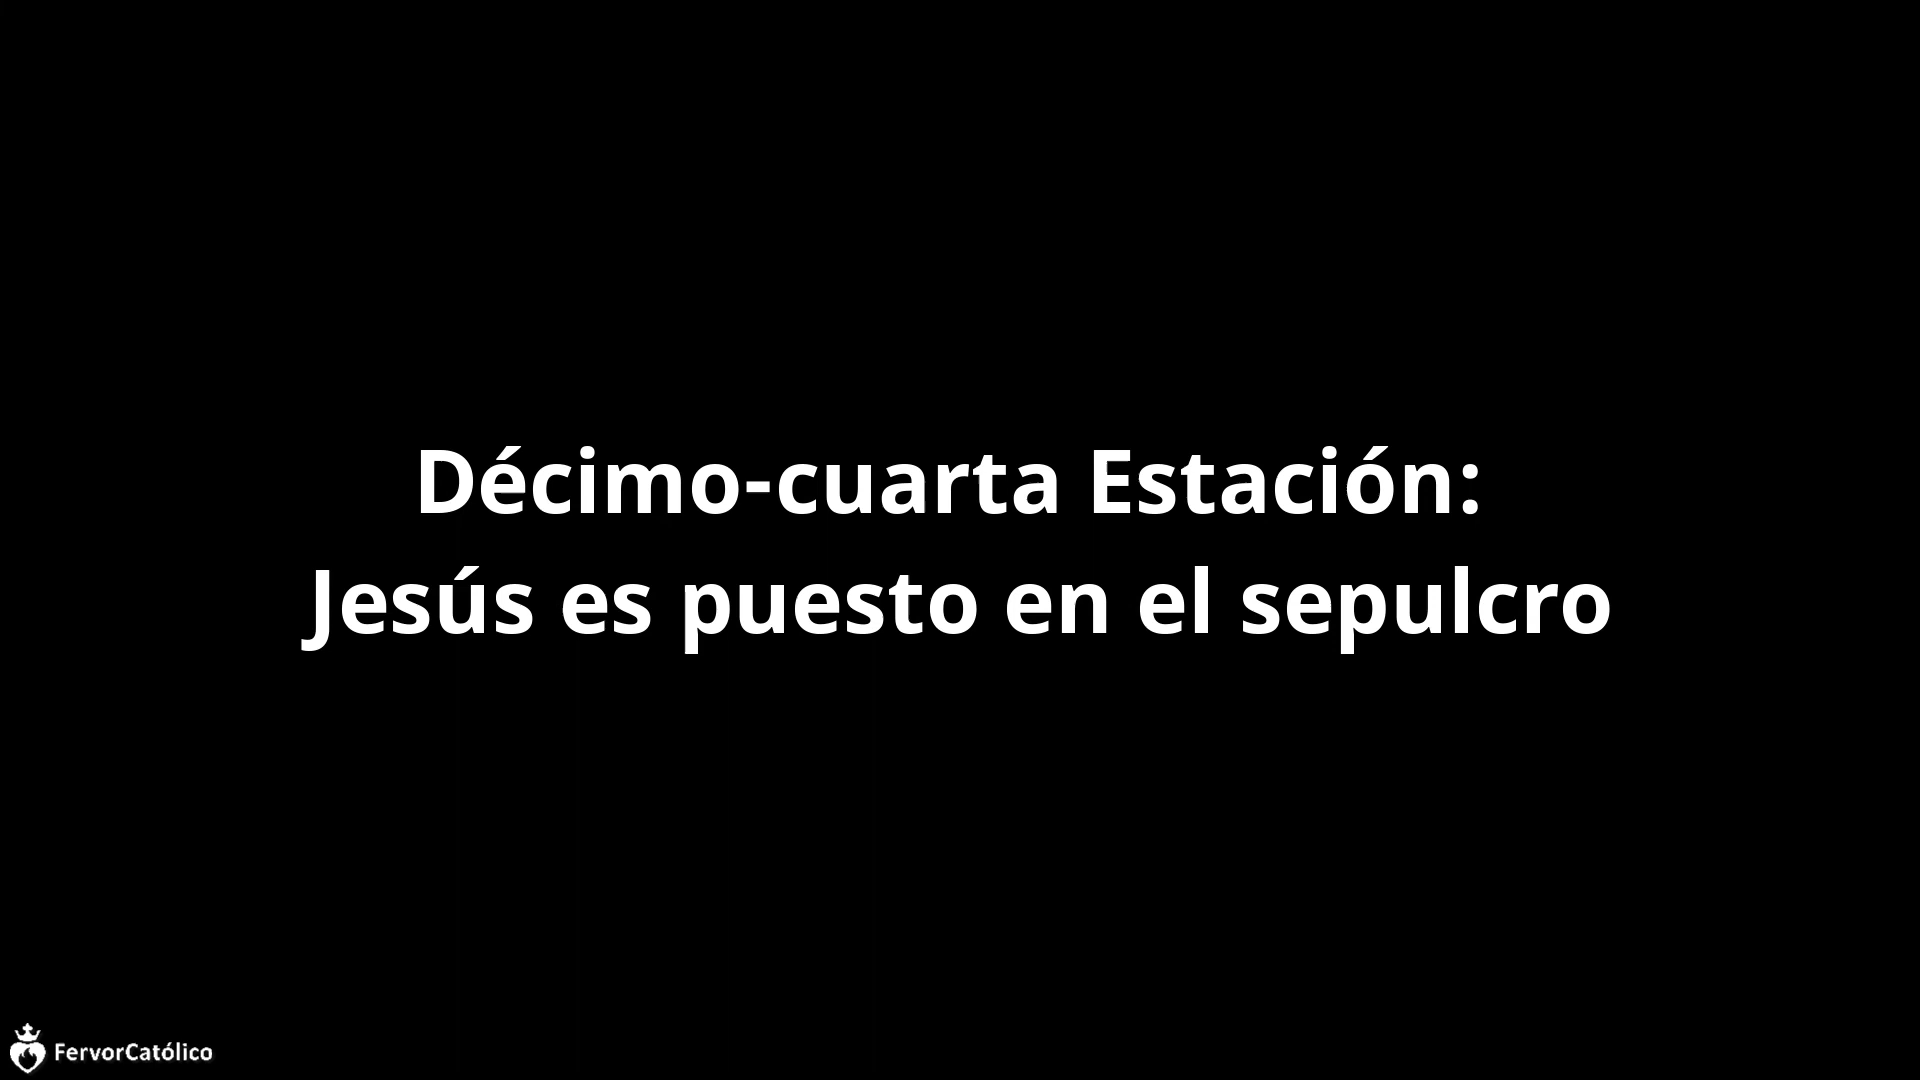 Décimo-cuarta Estación:
Jesús es puesto en el sepulcro
FervorCatólico